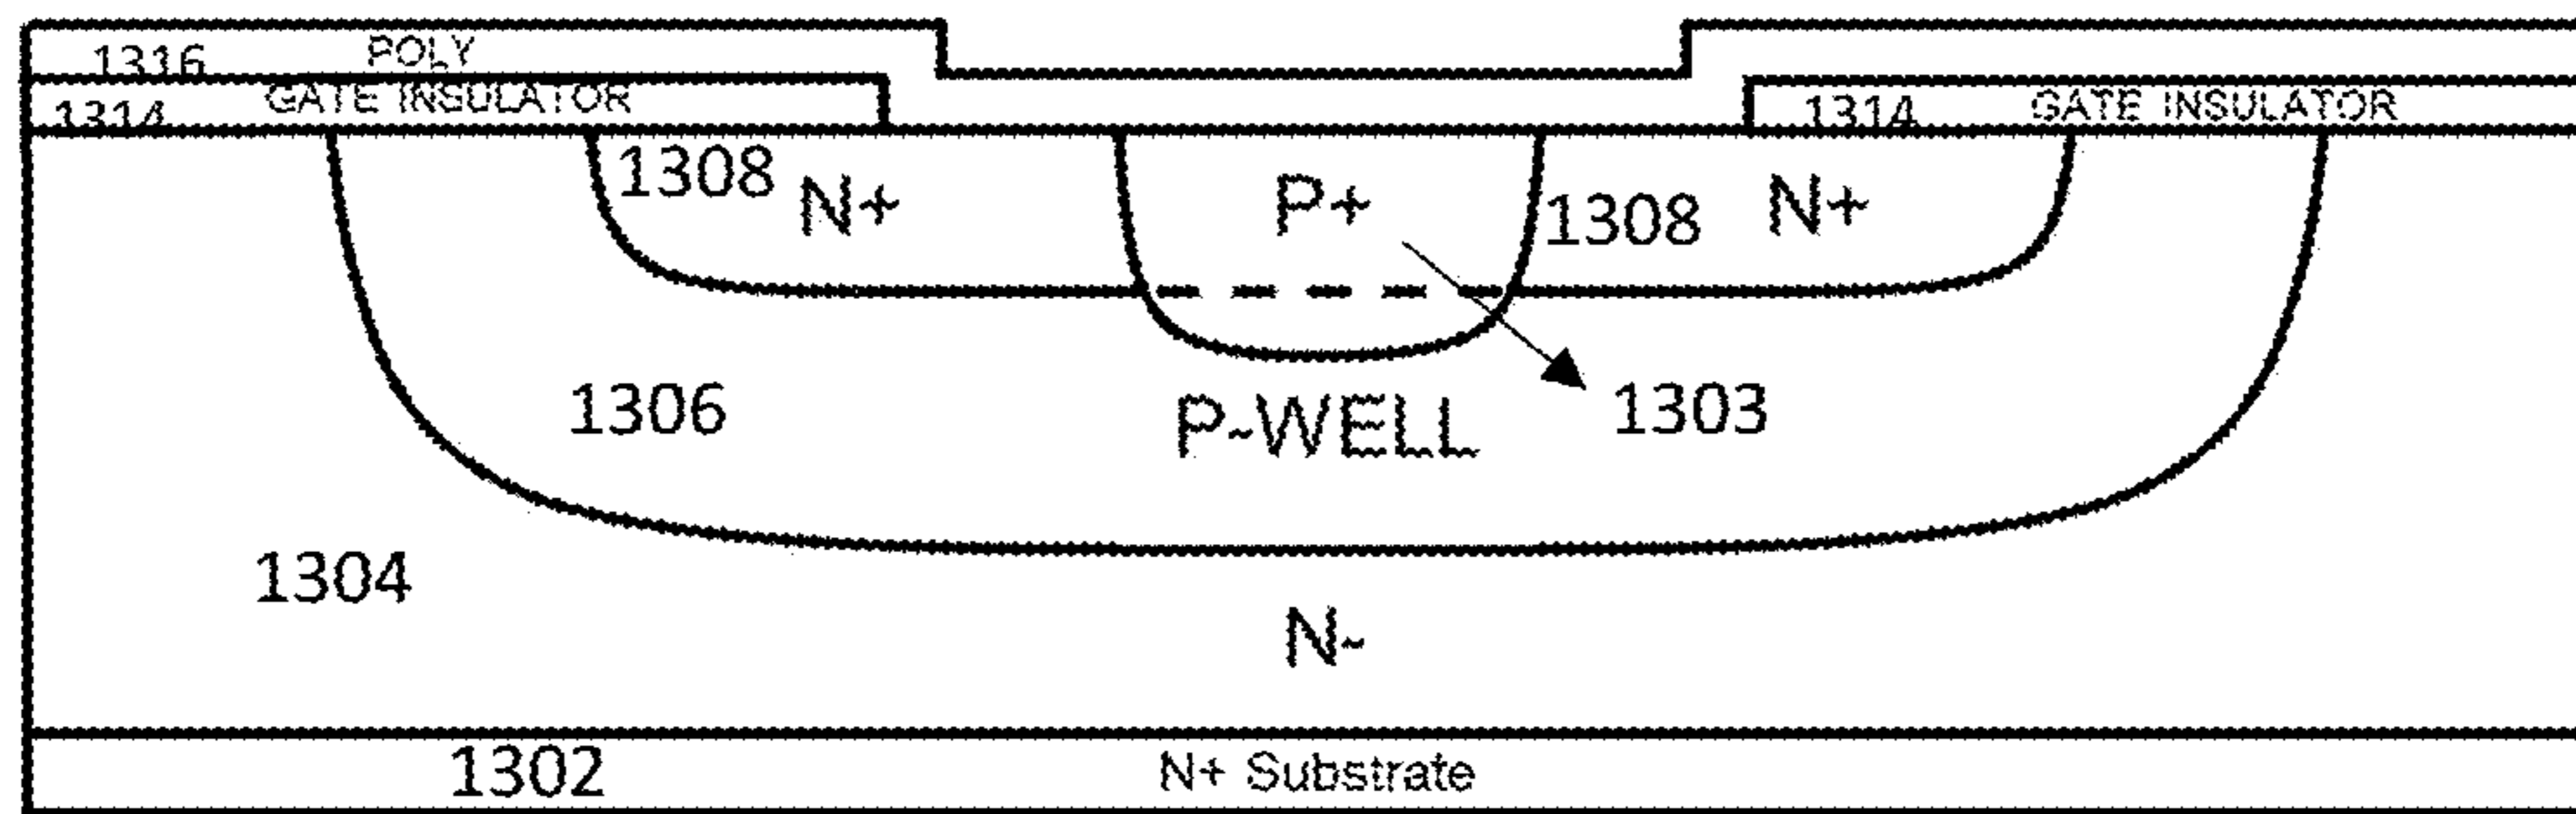 1316 POLY
1314 GATE INSULATOR
1314 GATE INSULATOR
1308 N+
P+
1308 N+
1306
P-WELL
1303
1304
N-
1302
N+ Substrate